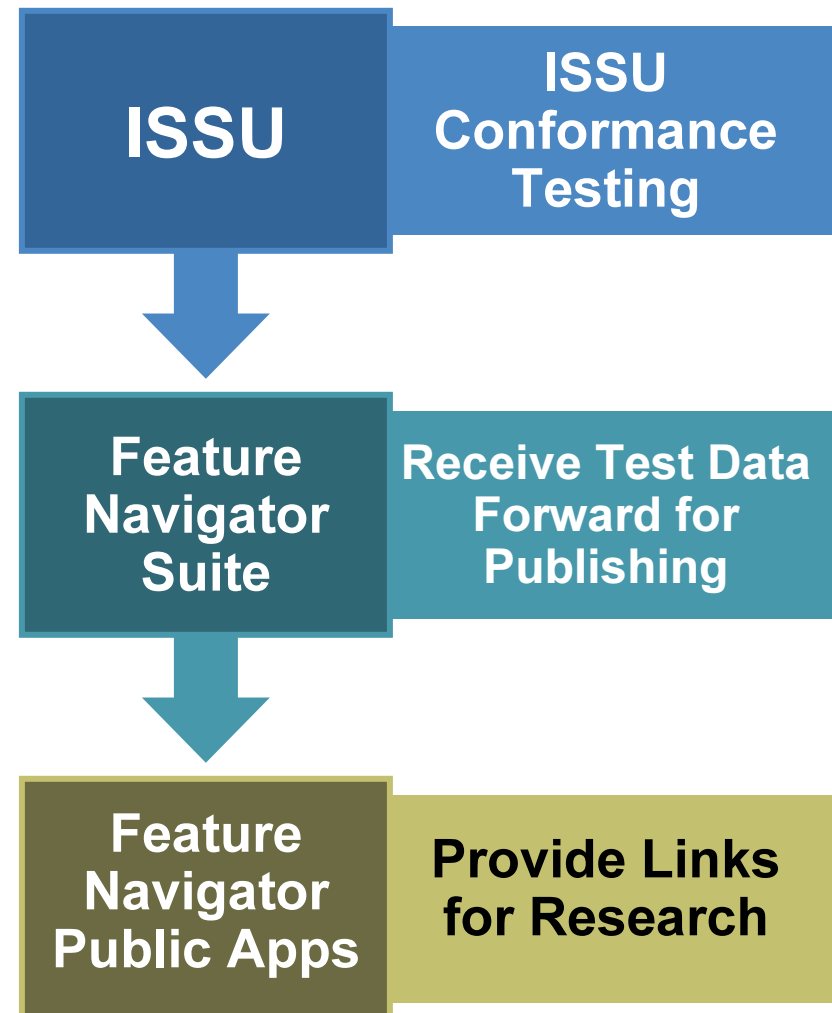 ISSU
ISSU
Conformance
Testing
Feature
Navigator
Suite
Receive Test Data
Forward for
Publishing
Feature
Navigator
Public Apps
Provide Links
for Research